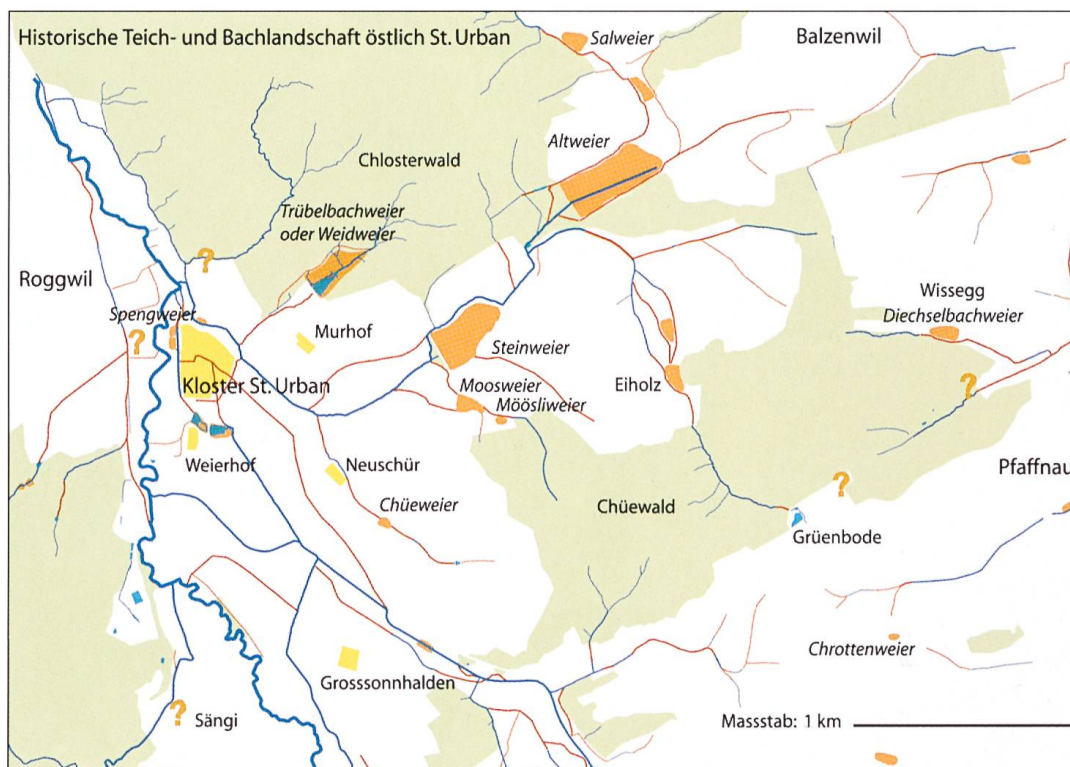 Historische Teich- und Bachlandschaft östlich St. Urban
Salweier
Balzenwil
Altweier
Chlosterwald
Trübelbachweier
oder Weidweier
?
Roggwil
Spengweier
?
Murhof
Wissegg
Diechselbachweier
Steinweier
Kloster St. Urban
Moosweier
Möösliweier
Eiholz
?
Weierhof
Neuschür
Pfaffnau
?
Chüeweier
Chüewald
Grüenbode
Chrottenweier
Grosssonnhalden
?
Sängi
Massstab: 1 km